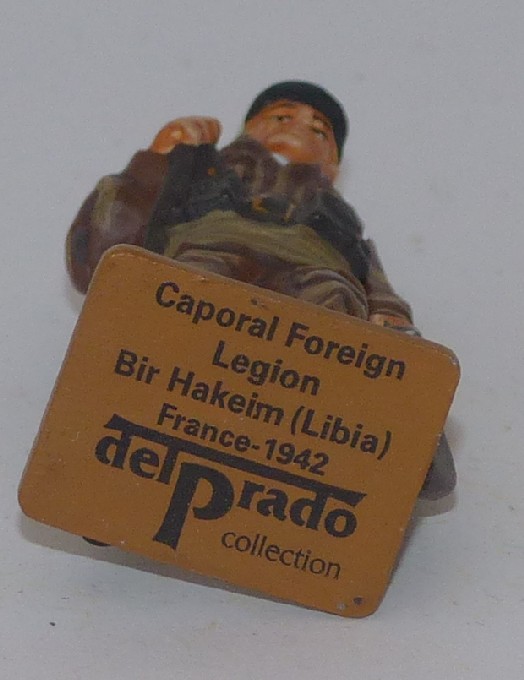 Caporal Foreign
Legion
Bir Hakeim (Libia)
France-1942
delPrado
collection